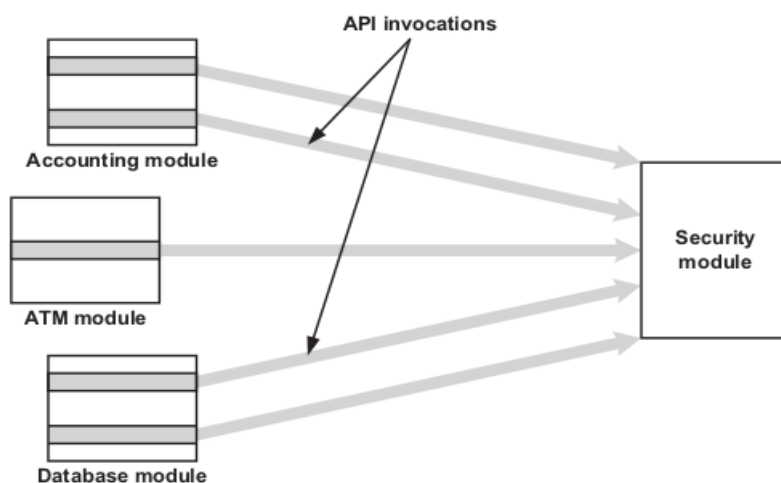 API invocations
Accounting module
Security
module
ATM module
Database module